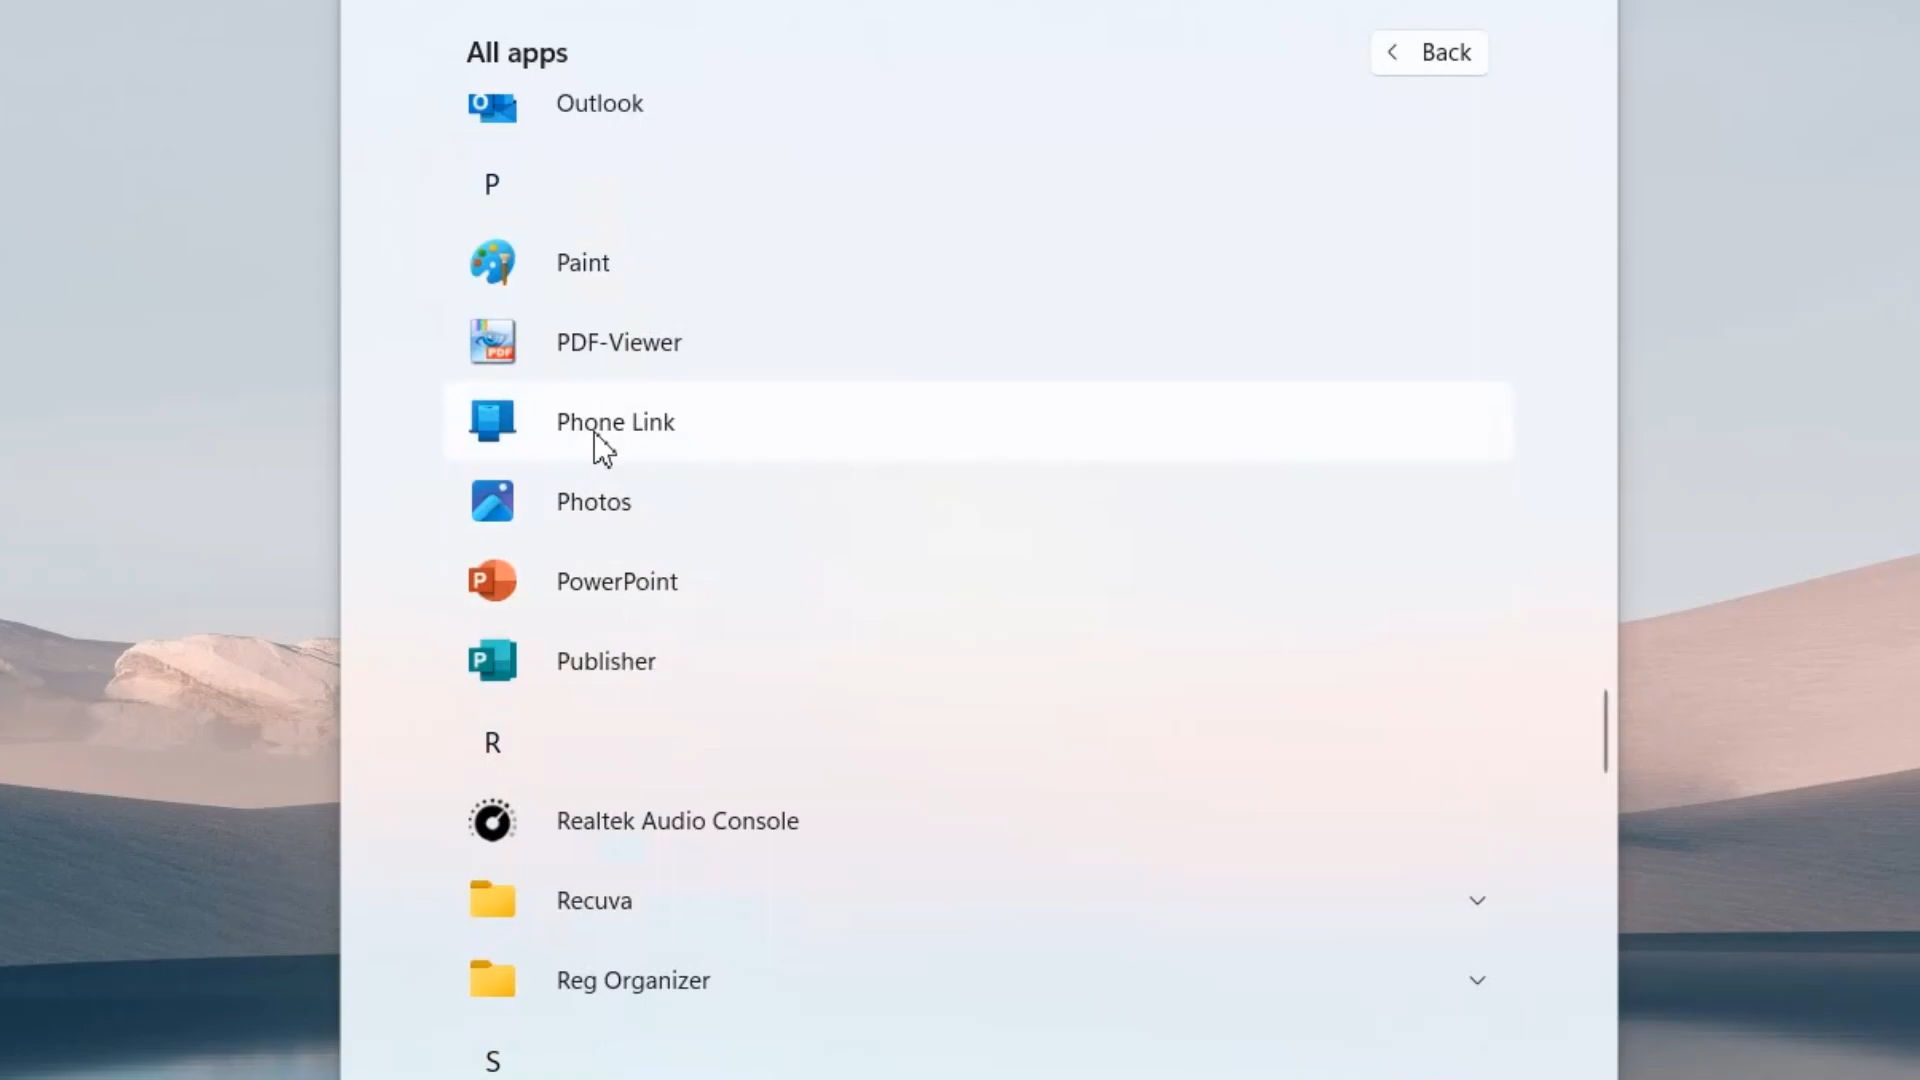 All apps
Back
Outlook
P
Paint
PDF-Viewer
Phone Link
Photos
PowerPoint
Publisher
R
Realtek Audio Console
Recuva
Reg Organizer
S